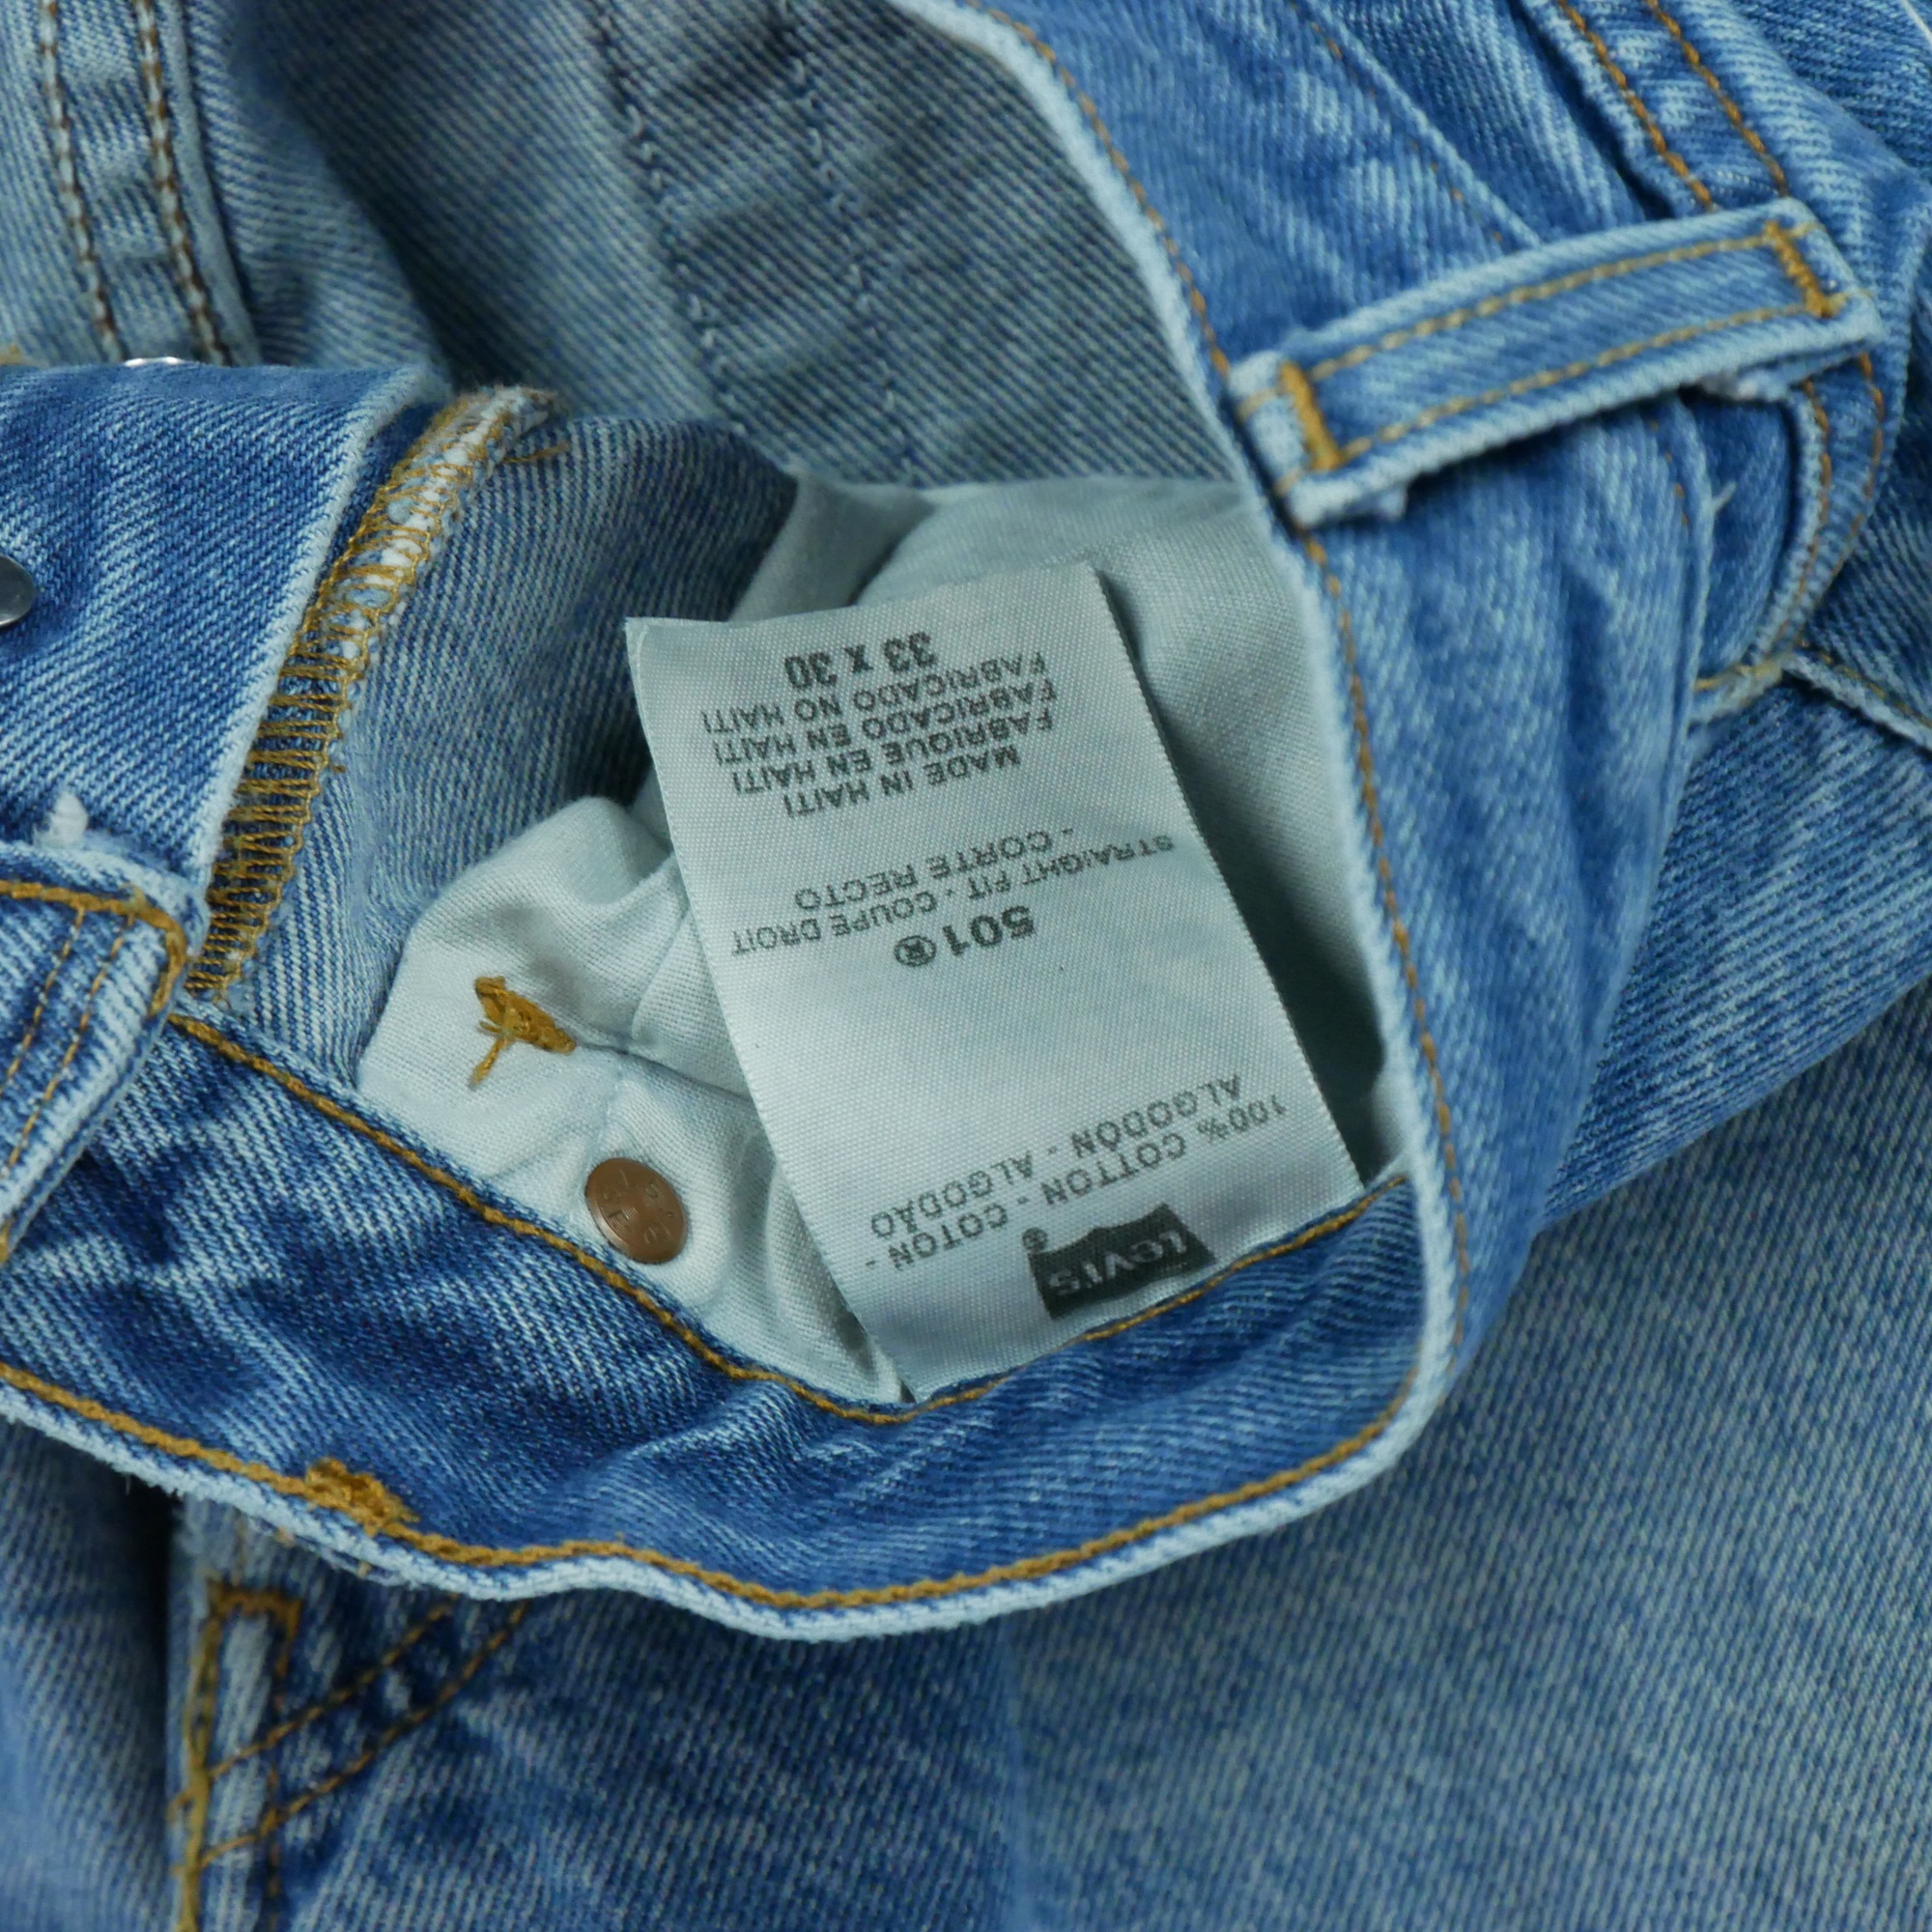 Levi's ®
100% COTTON - COTON -
ALGODÓN - ALGODÃO
501®
STRAIGHT FIT - COUPE DROIT
- CORTE RECTO
MADE IN HAITI
FABRIQUE EN HAITI
FABRICADO EN HAITI
FABRICADO NO HAITI
33 X 30